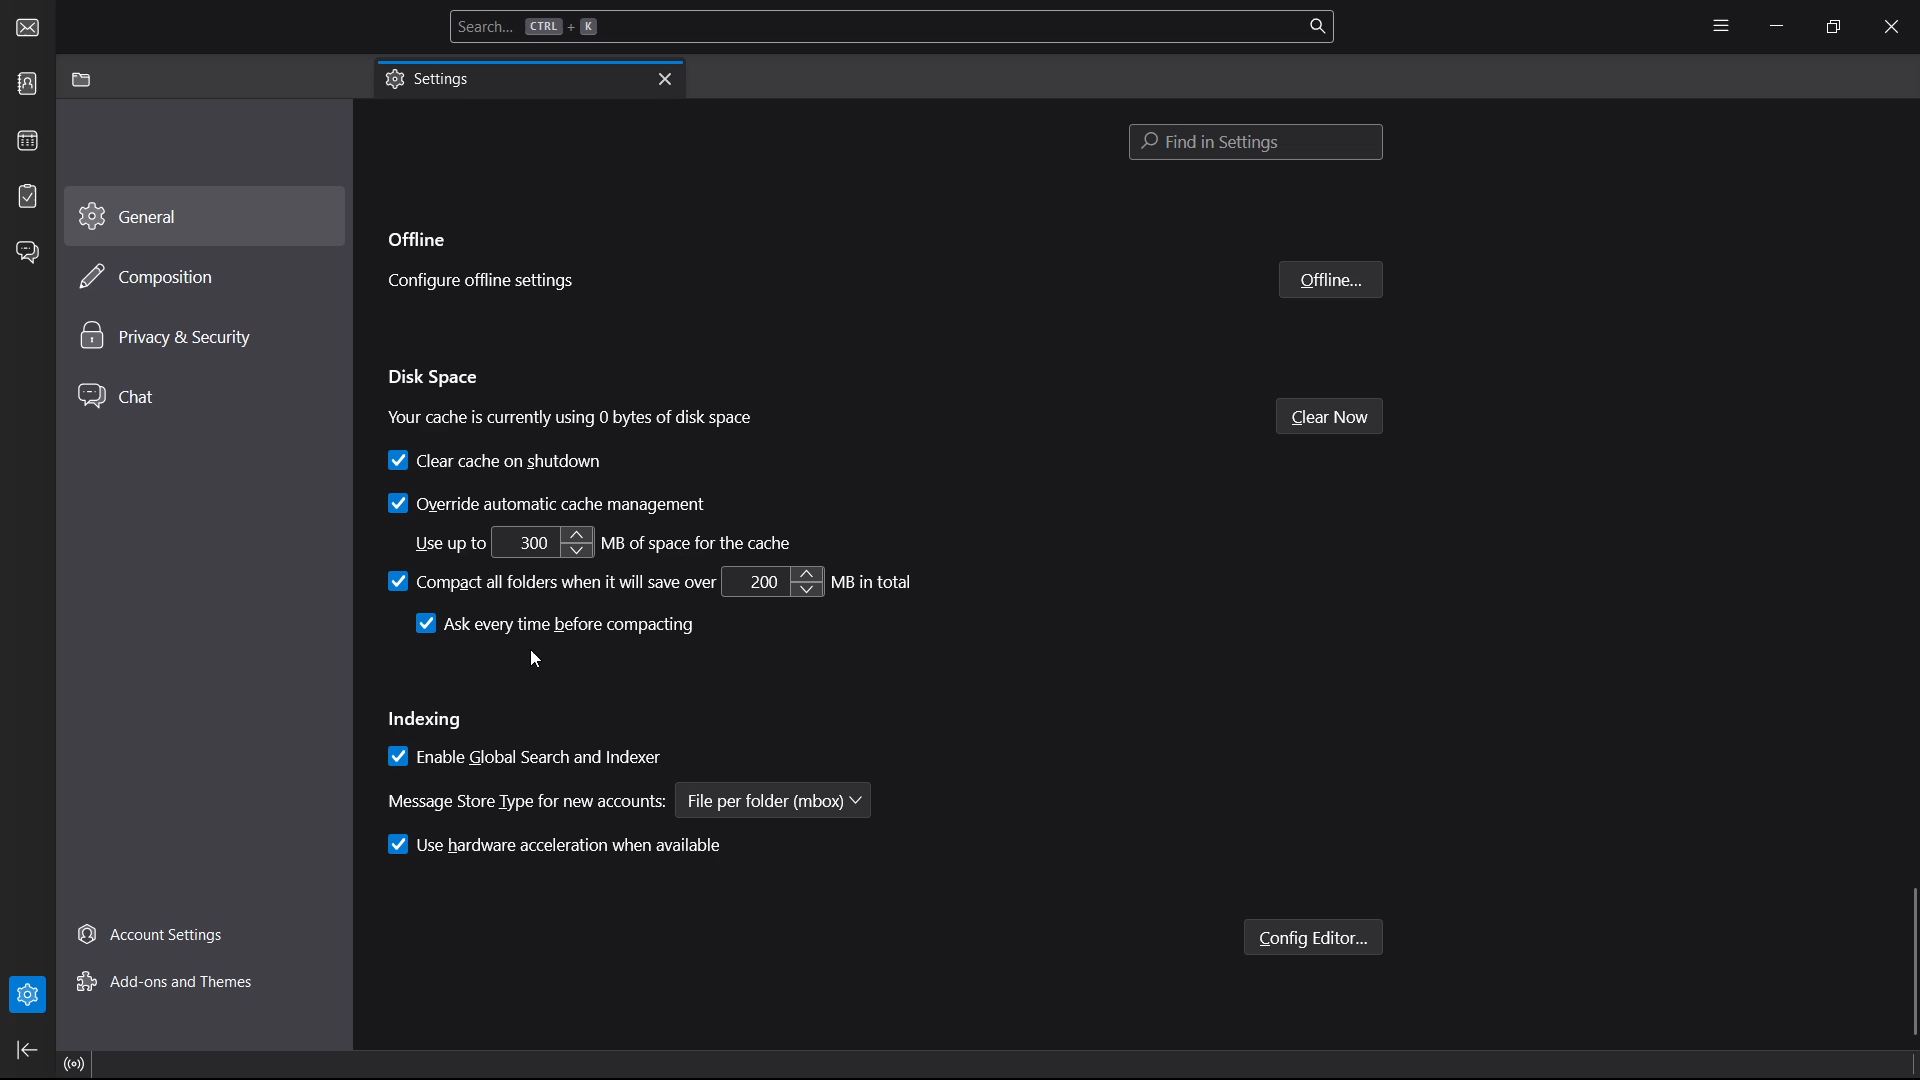 Search... CTRL + K
Settings
Find in Settings
General
Composition
Privacy & Security
Chat
Offline
Configure offline settings
Offline...
Disk Space
Your cache is currently using 0 bytes of disk space
Clear Now
Clear cache on shutdown
Override automatic cache management
Use up to 300 MB of space for the cache
Compact all folders when it will save over 200 MB in total
Ask every time before compacting
Indexing
Enable Global Search and Indexer
Message Store Type for new accounts: File per folder (mbox)
Use hardware acceleration when available
Config Editor...
Account Settings
Add-ons and Themes